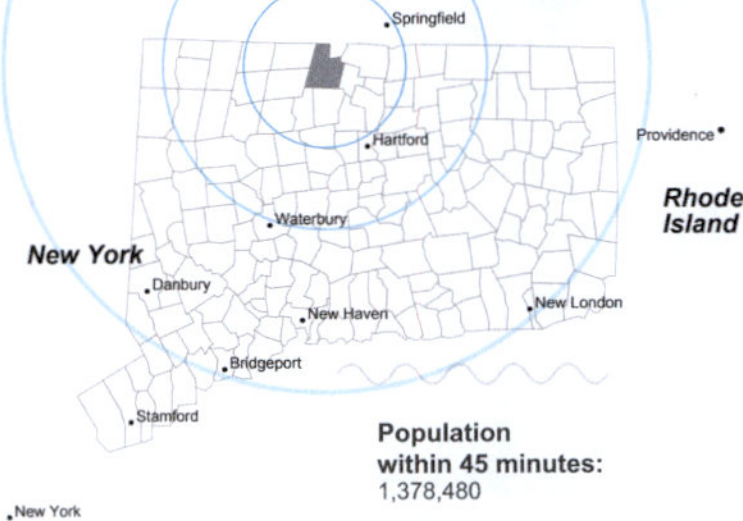 Springfield
Hartford
Providence
Rhode
Island
Waterbury
New York
Danbury
New Haven
New London
Bridgeport
Stamford
Population
within 45 minutes:
1,378,480
New York